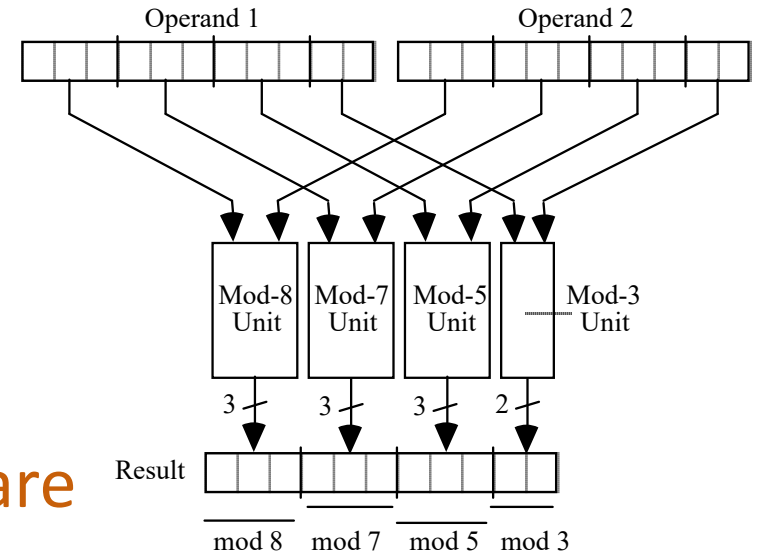 Operand 1
Operand 2
Mod-8
Unit
Mod-7
Unit
Mod-5
Unit
Mod-3
Unit
3
3
3
2
Result
are
mod 8
mod 7
mod 5
mod 3